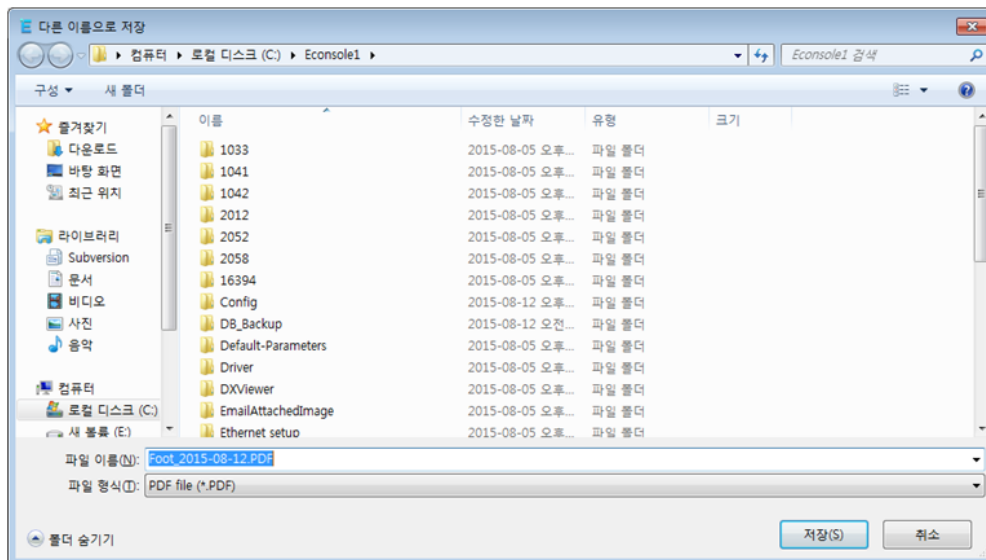 다른 이름으로 저장
컴퓨터 로컬 디스크 (C:) Econsole1
Econsole1 검색
구성 새 폴더
즐겨찾기
다운로드
바탕 화면
최근 위치
라이브러리
Subversion
문서
비디오
사진
음악
컴퓨터
로컬 디스크 (C:)
새 볼륨 (E:)
이름 수정한 날짜 유형 크기
1033 2015-08-05 오후... 파일 폴더
1041 2015-08-05 오후... 파일 폴더
1042 2015-08-05 오후... 파일 폴더
2012 2015-08-05 오후... 파일 폴더
2052 2015-08-05 오후... 파일 폴더
2058 2015-08-05 오후... 파일 폴더
16394 2015-08-05 오후... 파일 폴더
Config 2015-08-12 오후... 파일 폴더
DB_Backup 2015-08-12 오전... 파일 폴더
Default-Parameters 2015-08-05 오후... 파일 폴더
Driver 2015-08-05 오후... 파일 폴더
DXViewer 2015-08-05 오후... 파일 폴더
EmailAttachedImage 2015-08-05 오후... 파일 폴더
Ethernet setup 2015-08-05 오후... 파일 폴더
파일 이름(N): Foot_2015-08-12.PDF
파일 형식(T): PDF file (*.PDF)
폴더 숨기기
저장(S) 취소